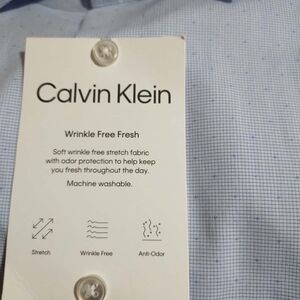 Calvin Klein
Wrinkle Free Fresh
Soft wrinkle free stretch fabric
with odor protection to help keep
you fresh throughout the day.
Machine washable.
Stretch
Wrinkle Free
Anti-Odor